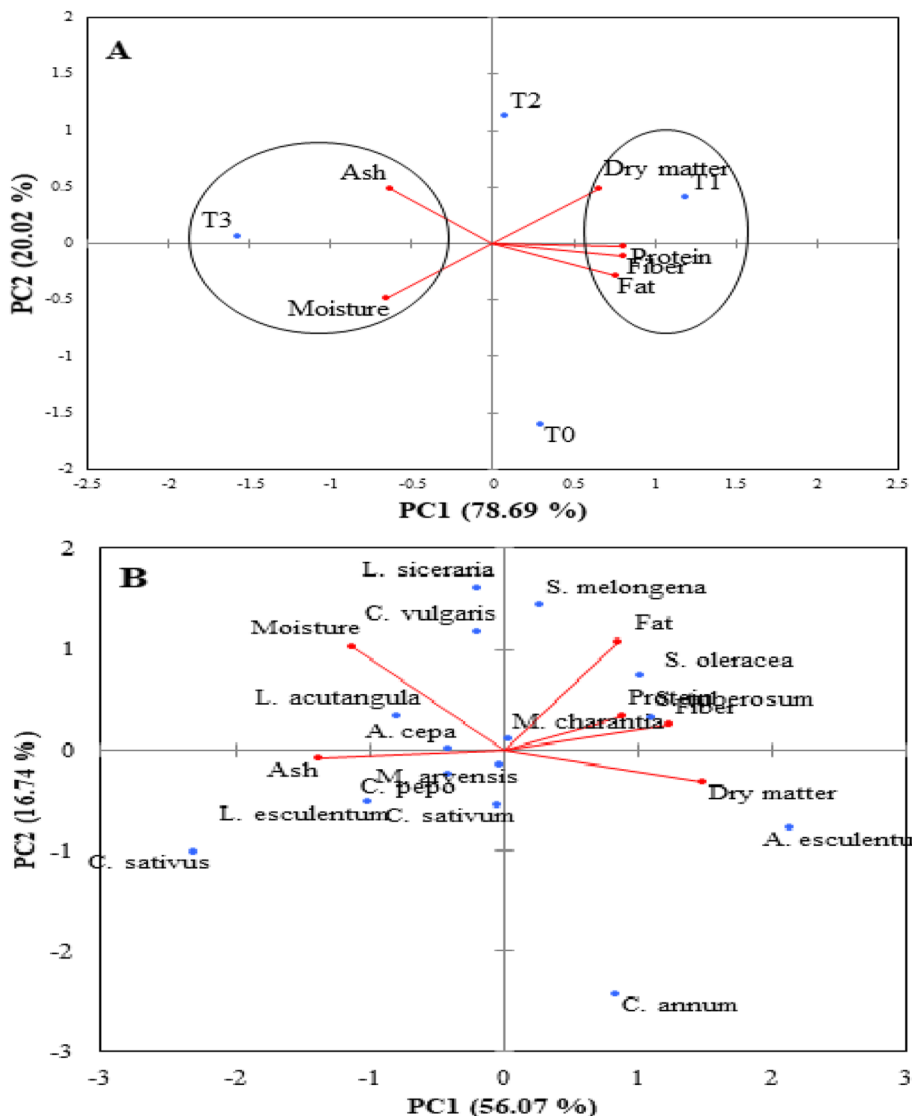 A
2
1.5
1
0.5
0
-0.5
-1
-1.5
-2
T2
Ash
Dry matter
T1
T3
Protein
Fiber
Fat
Moisture
T0
-2.5
-2
-1.5
-1
-0.5
0
0.5
1
1.5
2
2.5
PC2 (20.02 %)
PC1 (78.69 %)
B
2
1
0
-1
-2
-3
L. siceraria
S. melongena
C. vulgaris
Moisture
Fat
S. oleracea
L. acutangula
Protein
Fiber
A. cepa
M. charantia
Ash
M. arvensis
C. pepo
Dry matter
L. esculentum
C. sativum
A. esculentu
C. sativus
C. annum
-3
-2
-1
0
1
2
3
PC2 (16.74 %)
PC1 (56.07 %)